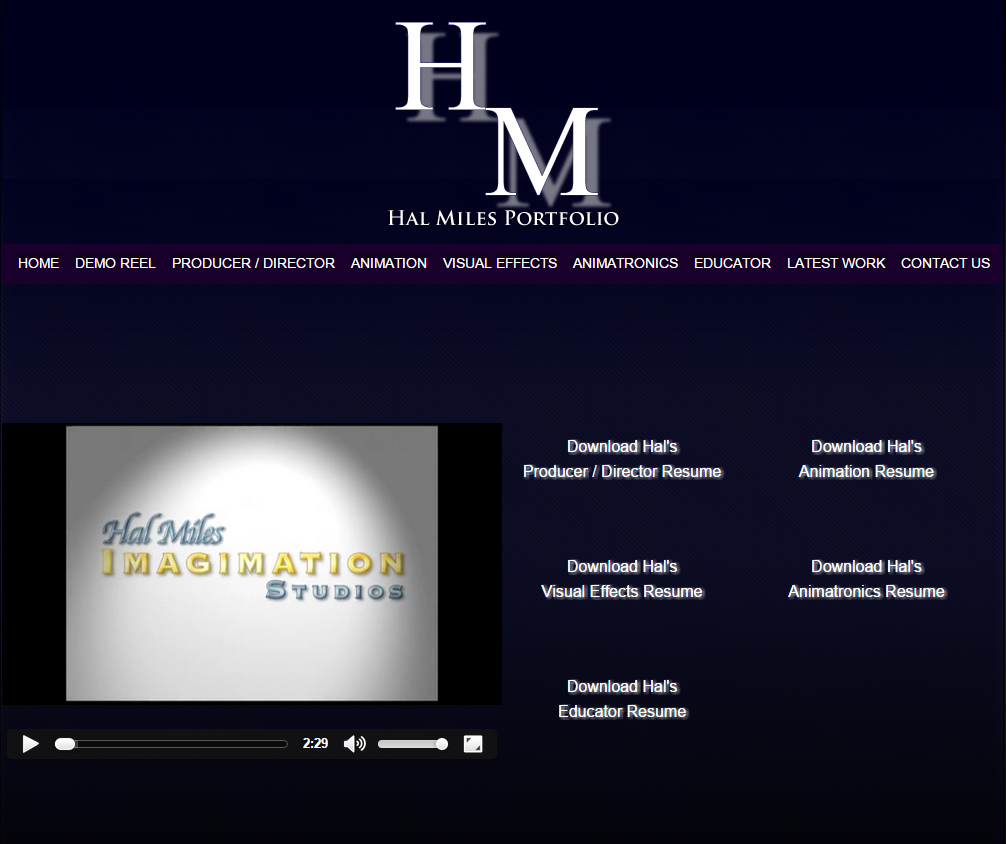 H
M
HAL MILES PORTFOLIO
HOME DEMO REEL PRODUCER / DIRECTOR ANIMATION VISUAL EFFECTS ANIMATRONICS EDUCATOR LATEST WORK CONTACT US
Hal Miles
IMAGIMATION
STUDIOS
2:29
Download Hal's
Producer / Director Resume
Download Hal's
Animation Resume
Download Hal's
Visual Effects Resume
Download Hal's
Animatronics Resume
Download Hal's
Educator Resume